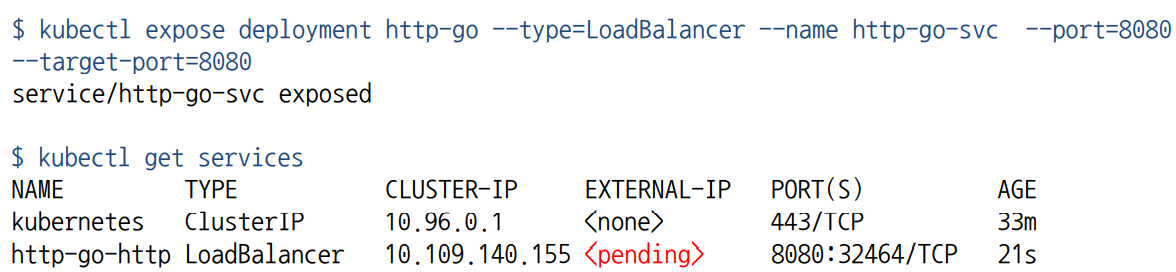 $ kubectl expose deployment http-go --type=LoadBalancer --name http-go-svc  --port=8080
--target-port=8080
service/http-go-svc exposed
$ kubectl get services
NAME TYPE CLUSTER-IP EXTERNAL-IP PORT(S) AGE
kubernetes ClusterIP 10.96.0.1 <none> 443/TCP 33m
http-go-http LoadBalancer 10.109.140.155 <pending> 8080:32464/TCP 21s